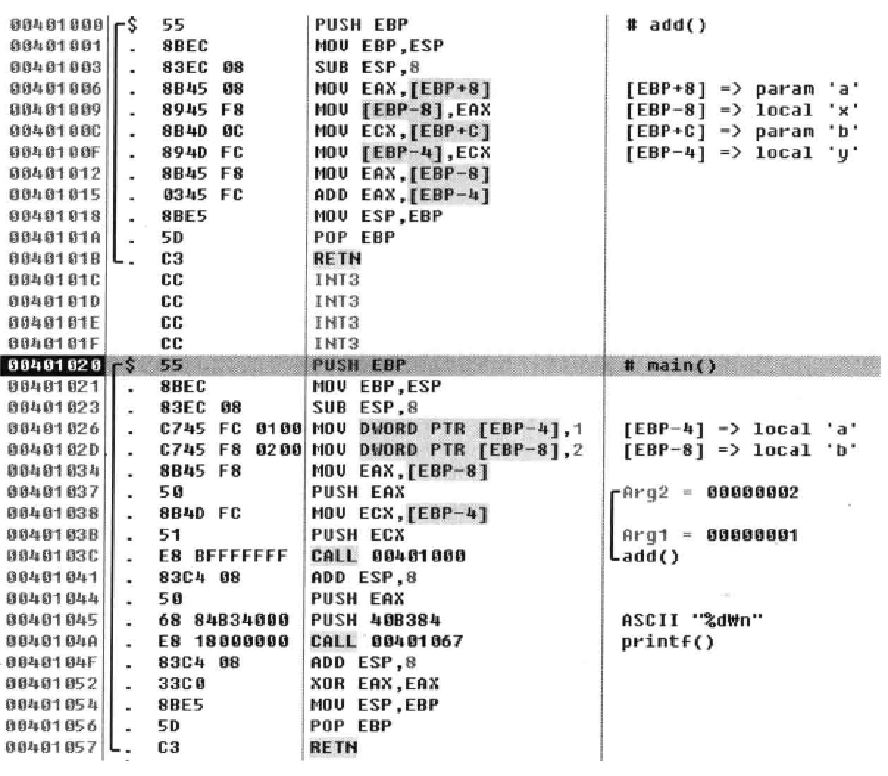 00401000 $ 55 PUSH EBP # add()
00401001 . 8BEC MOV EBP,ESP
00401003 . 83EC 08 SUB ESP,8
00401006 . 8B45 08 MOV EAX,[EBP+8] [EBP+8] => param 'a'
00401009 . 8945 F8 MOV [EBP-8],EAX [EBP-8] => local 'x'
0040100C . 8B4D 0C MOV ECX,[EBP+C] [EBP+C] => param 'b'
0040100F . 894D FC MOV [EBP-4],ECX [EBP-4] => local 'y'
00401012 . 8B45 F8 MOV EAX,[EBP-8]
00401015 . 0345 FC ADD EAX,[EBP-4]
00401018 . 8BE5 MOV ESP,EBP
0040101A . 5D POP EBP
0040101B . C3 RETN
0040101C CC INT3
0040101D CC INT3
0040101E CC INT3
0040101F CC INT3
00401020 $ 55 PUSH EBP # main()
00401021 . 8BEC MOV EBP,ESP
00401023 . 83EC 08 SUB ESP,8
00401026 . C745 FC 0100 MOV DWORD PTR [EBP-4],1 [EBP-4] => local 'a'
0040102D . C745 F8 0200 MOV DWORD PTR [EBP-8],2 [EBP-8] => local 'b'
00401034 . 8B45 F8 MOV EAX,[EBP-8]
00401037 . 50 PUSH EAX Arg2 = 00000002
00401038 . 8B4D FC MOV ECX,[EBP-4]
0040103B . 51 PUSH ECX Arg1 = 00000001
0040103C . E8 BFFFFFFF CALL 00401000 add()
00401041 . 83C4 08 ADD ESP,8
00401044 . 50 PUSH EAX
00401045 . 68 84B34000 PUSH 40B384 ASCII "%d₩n"
0040104A . E8 18000000 CALL 00401067 printf()
0040104F . 83C4 08 ADD ESP,8
00401052 . 33C0 XOR EAX,EAX
00401054 . 8BE5 MOV ESP,EBP
00401056 . 5D POP EBP
00401057 . C3 RETN